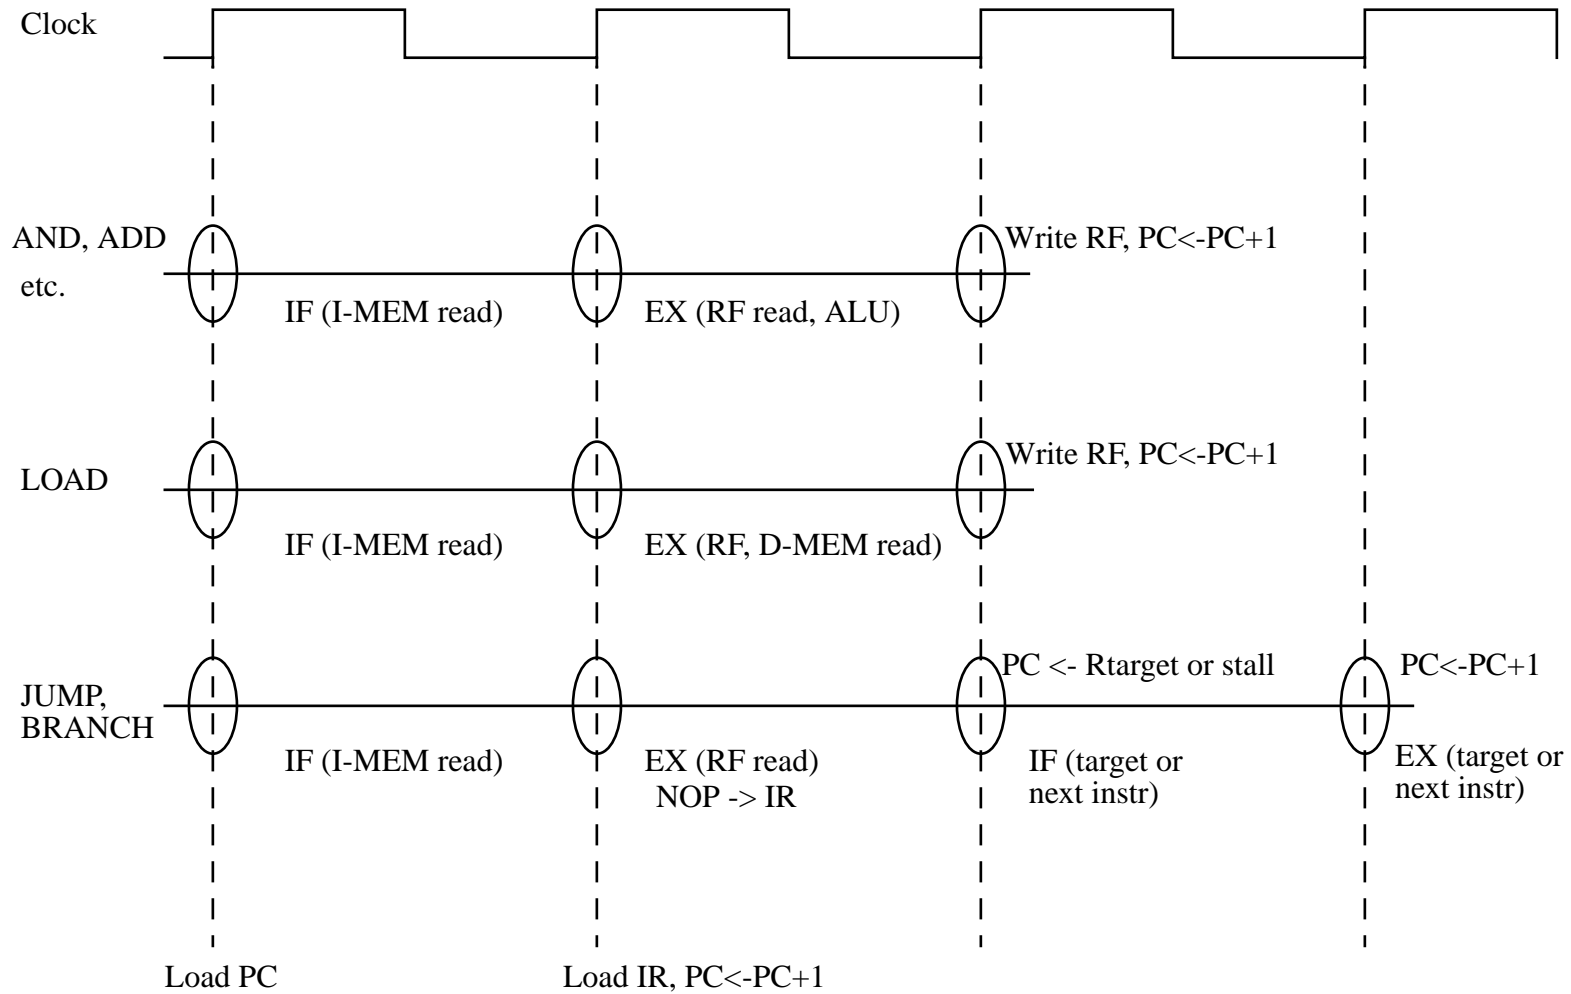 Clock
AND, ADD
etc.
Write RF, PC<-PC+1
IF (I-MEM read)
EX (RF read, ALU)
LOAD
Write RF, PC<-PC+1
IF (I-MEM read)
EX (RF, D-MEM read)
JUMP,
BRANCH
PC <- Rtarget or stall
PC<-PC+1
IF (I-MEM read)
EX (RF read)
NOP -> IR
IF (target or
next instr)
EX (target or
next instr)
Load PC
Load IR, PC<-PC+1